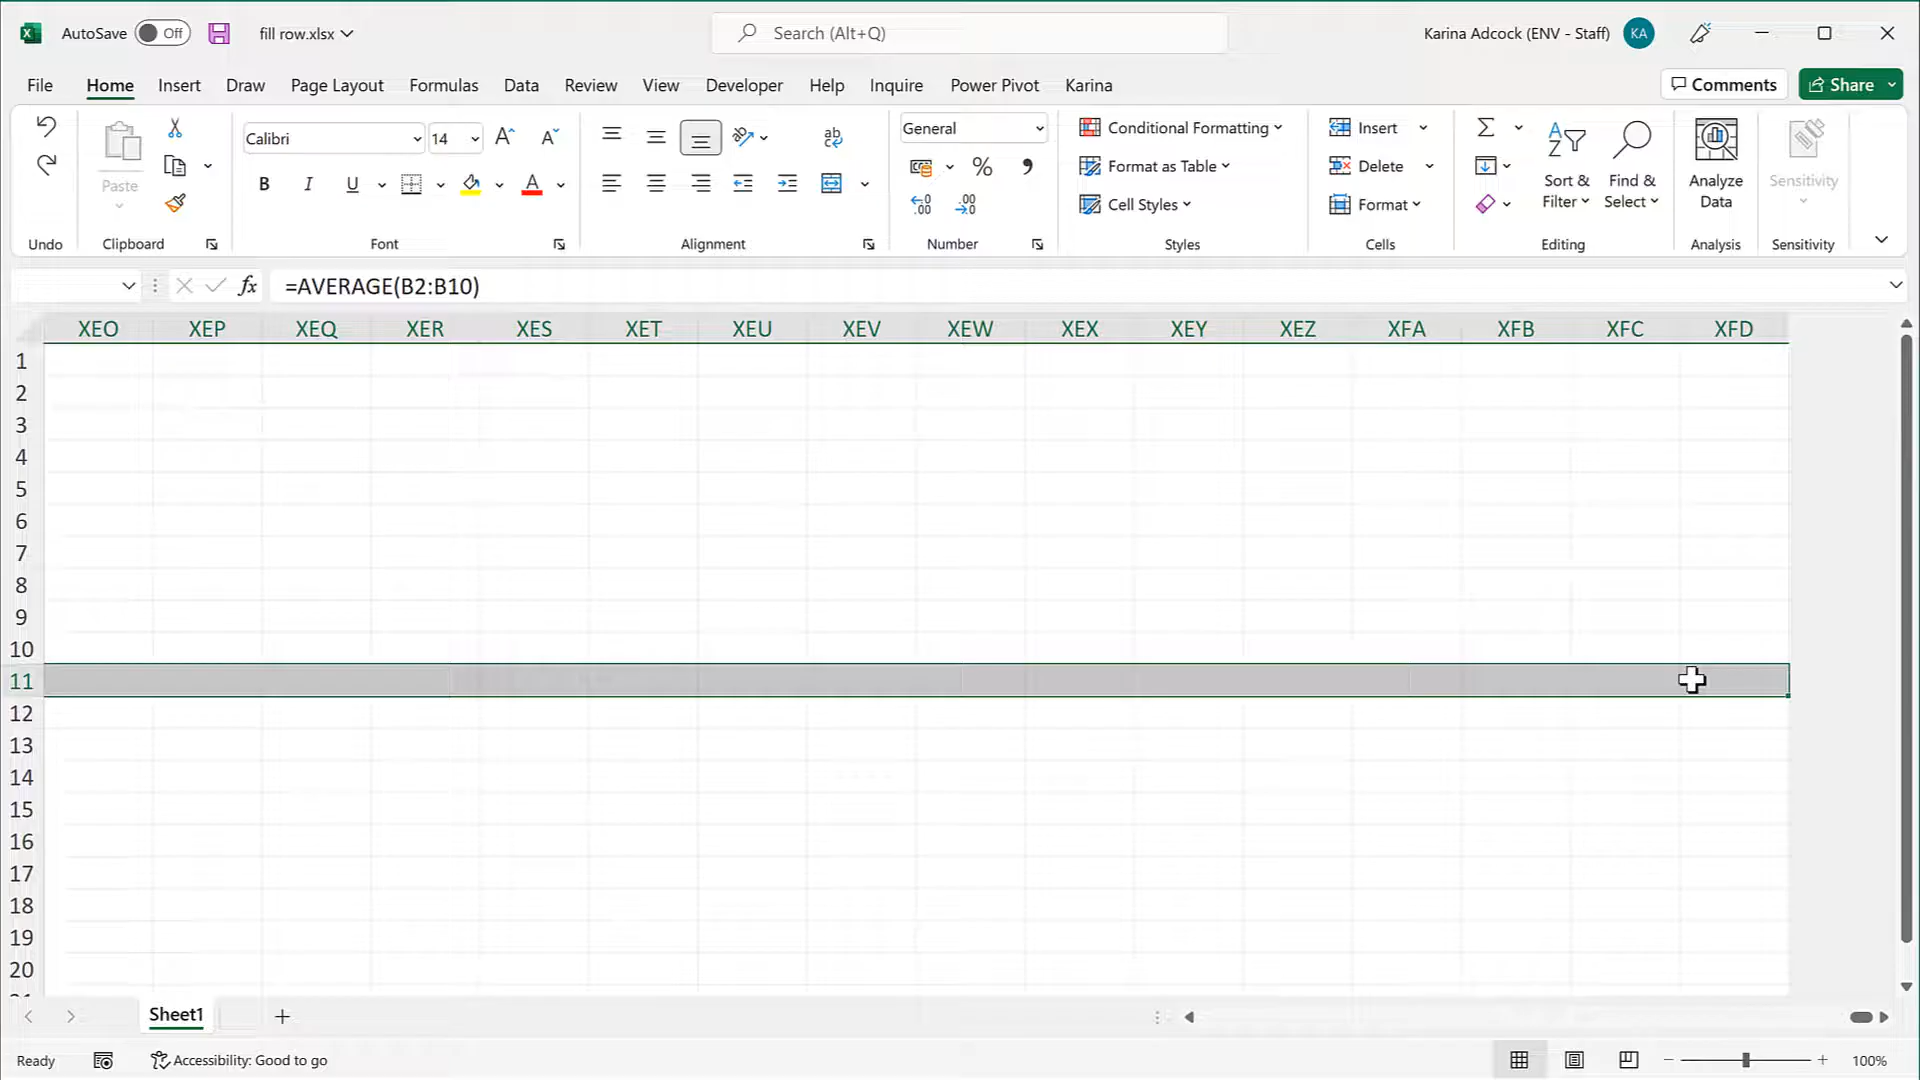 AutoSave Off fill row.xlsx Search (Alt+Q) Karina Adcock (ENV - Staff) KA
File Home Insert Draw Page Layout Formulas Data Review View Developer Help Inquire Power Pivot Karina Comments Share
Calibri 14 General Conditional Formatting Insert
Format as Table Delete
Paste Sort & Filter Find & Select Analyze Data Sensitivity
B I U A Cell Styles Format
Undo Clipboard Font Alignment Number Styles Cells Editing Analysis Sensitivity
fx =AVERAGE(B2:B10)
XEO XEP XEQ XER XES XET XEU XEV XEW XEX XEY XEZ XFA XFB XFC XFD
1
2
3
4
5
6
7
8
9
10
11
12
13
14
15
16
17
18
19
20
Sheet1
Ready Accessibility: Good to go 100%